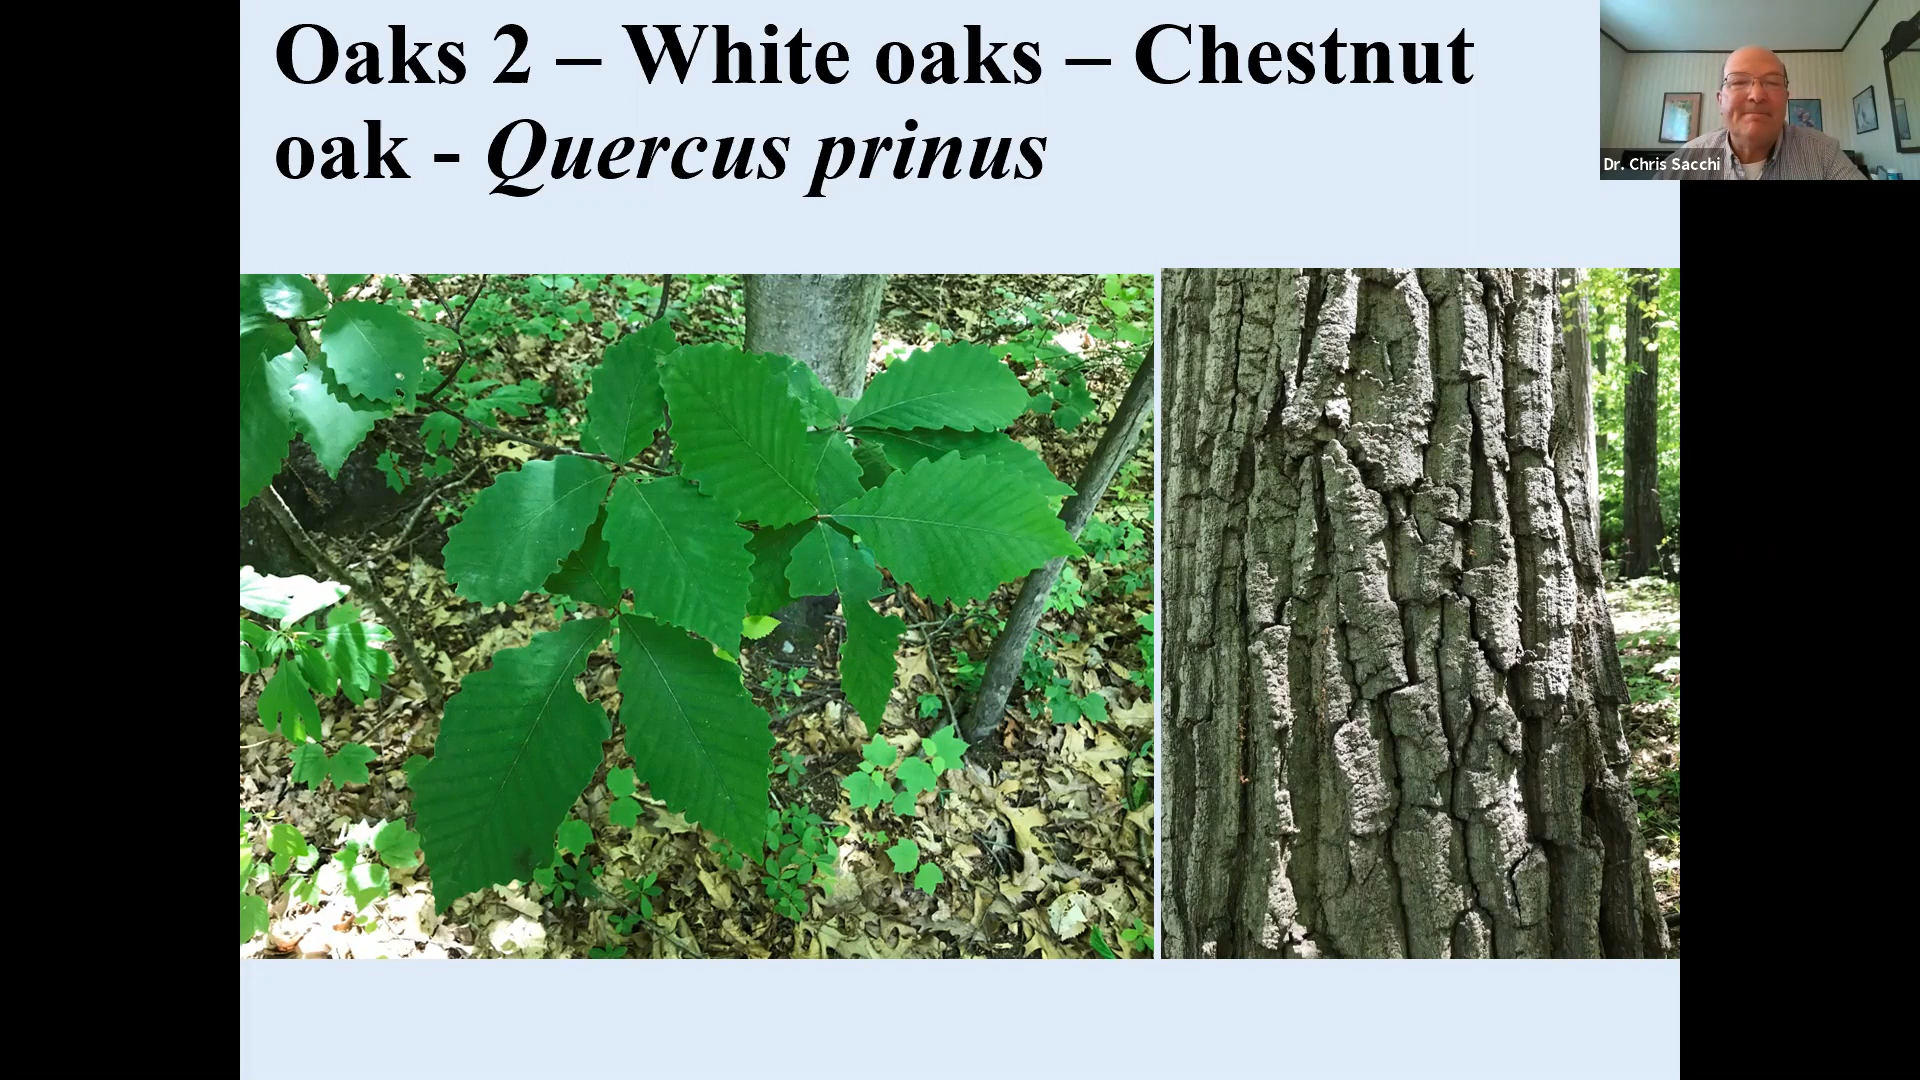 Oaks 2 – White oaks – Chestnut
oak - Quercus prinus
Dr. Chris Sacchi